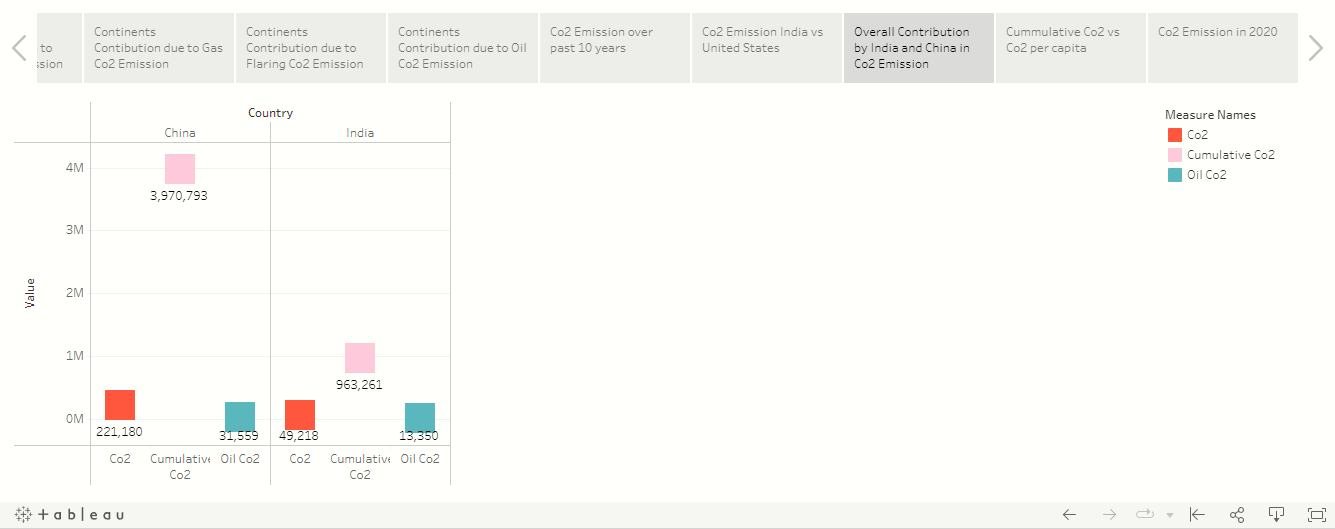 to
ssion
Continents
Contibution due to Gas
Co2 Emission
Continents
Contribution due to
Flaring Co2 Emission
Continents
Contribution due to Oil
Co2 Emission
Co2 Emission over
past 10 years
Co2 Emission India vs
United States
Overall Contribution
by India and China in
Co2 Emission
Cummulative Co2 vs
Co2 per capita
Co2 Emission in 2020
Country
China
India
Value
4M
3M
2M
1M
0M
3,970,793
963,261
221,180
31,559
49,218
13,350
Co2
Cumulative
Co2
Oil Co2
Co2
Cumulative
Co2
Oil Co2
Measure Names
Co2
Cumulative Co2
Oil Co2
+ableau